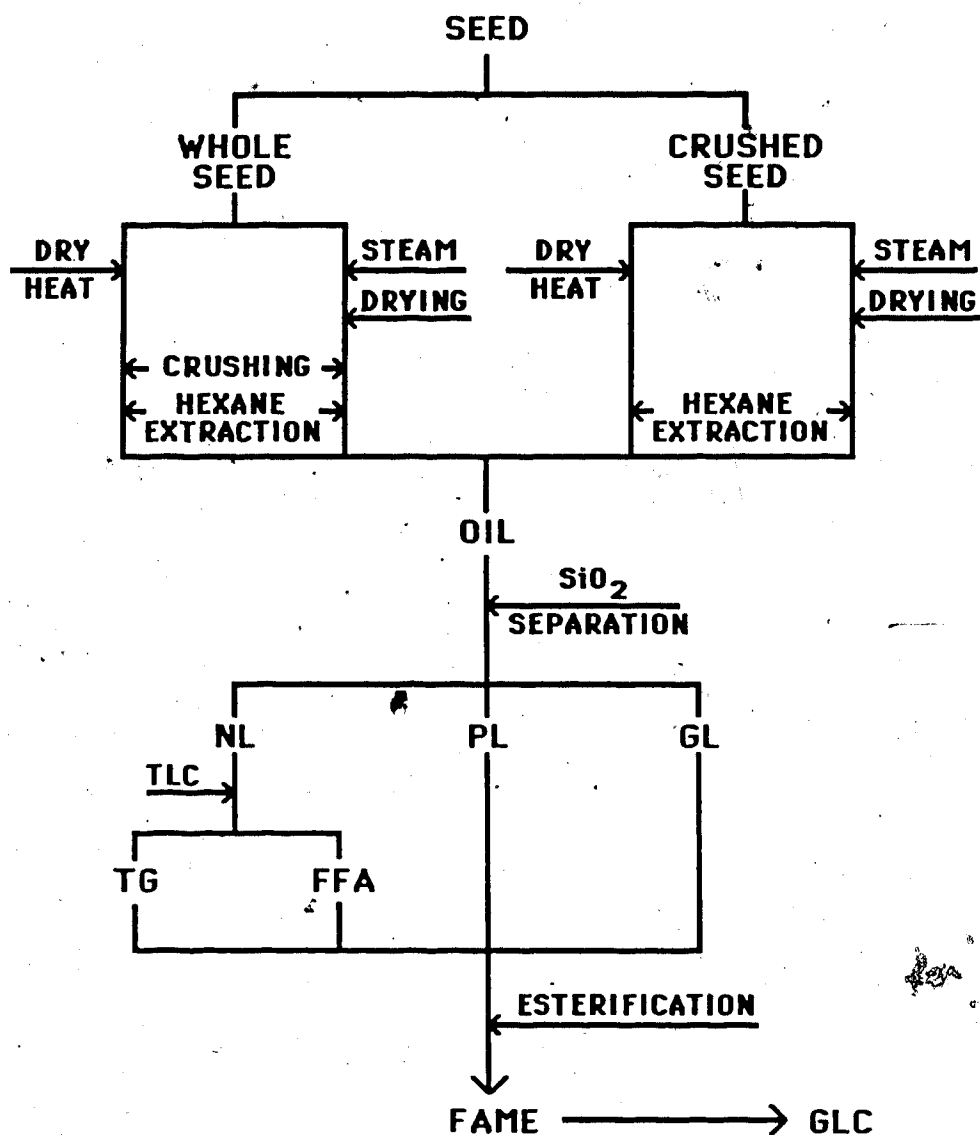 SEED
WHOLE
SEED
CRUSHED
SEED
DRY
HEAT
STEAM
DRYING
CRUSHING
HEXANE
EXTRACTION
DRY
HEAT
STEAM
DRYING
HEXANE
EXTRACTION
OIL
SiO₂
SEPARATION
NL
PL
GL
TLC
TG
FFA
ESTERIFICATION
FAME
GLC